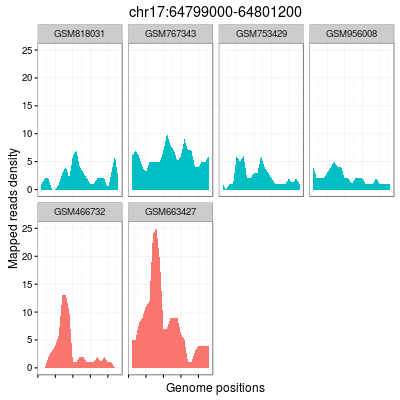 chr17:64799000-64801200
GSM818031 GSM767343 GSM753429 GSM956008
25
20
15
10
5
0
Mapped reads density
GSM466732 GSM663427
25
20
15
10
5
0
Genome positions